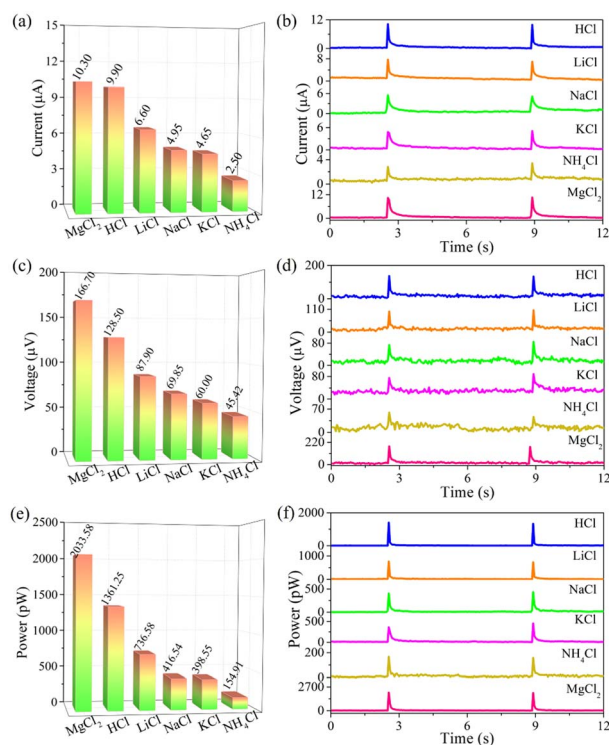 (a)
Current (μA)
15
12
9
6
3
0
10.30
9.90
6.60
4.95
4.65
2.50
MgCl2
HCl
LiCl
NaCl
KCl
NH4Cl
(b)
Current (μA)
12
0
HCl
8
0
LiCl
6
0
NaCl
6
0
KCl
4
0
NH4Cl
12
0
MgCl2
0 3 6 9 12
Time (s)
(c)
Voltage (μV)
200
150
100
50
0
166.70
128.50
87.90
69.85
60.00
45.42
MgCl2
HCl
LiCl
NaCl
KCl
NH4Cl
(d)
Voltage (μV)
200
0
HCl
110
0
LiCl
80
0
NaCl
80
0
KCl
70
0
NH4Cl
220
0
MgCl2
0 3 6 9 12
Time (s)
(e)
Power (pW)
2500
2000
1500
1000
500
0
2033.58
1361.25
736.58
416.54
398.55
154.91
MgCl2
HCl
LiCl
NaCl
KCl
NH4Cl
(f)
Power (pW)
2000
0
HCl
1000
0
LiCl
500
0
NaCl
500
0
KCl
200
0
NH4Cl
2700
0
MgCl2
0 3 6 9 12
Time (s)